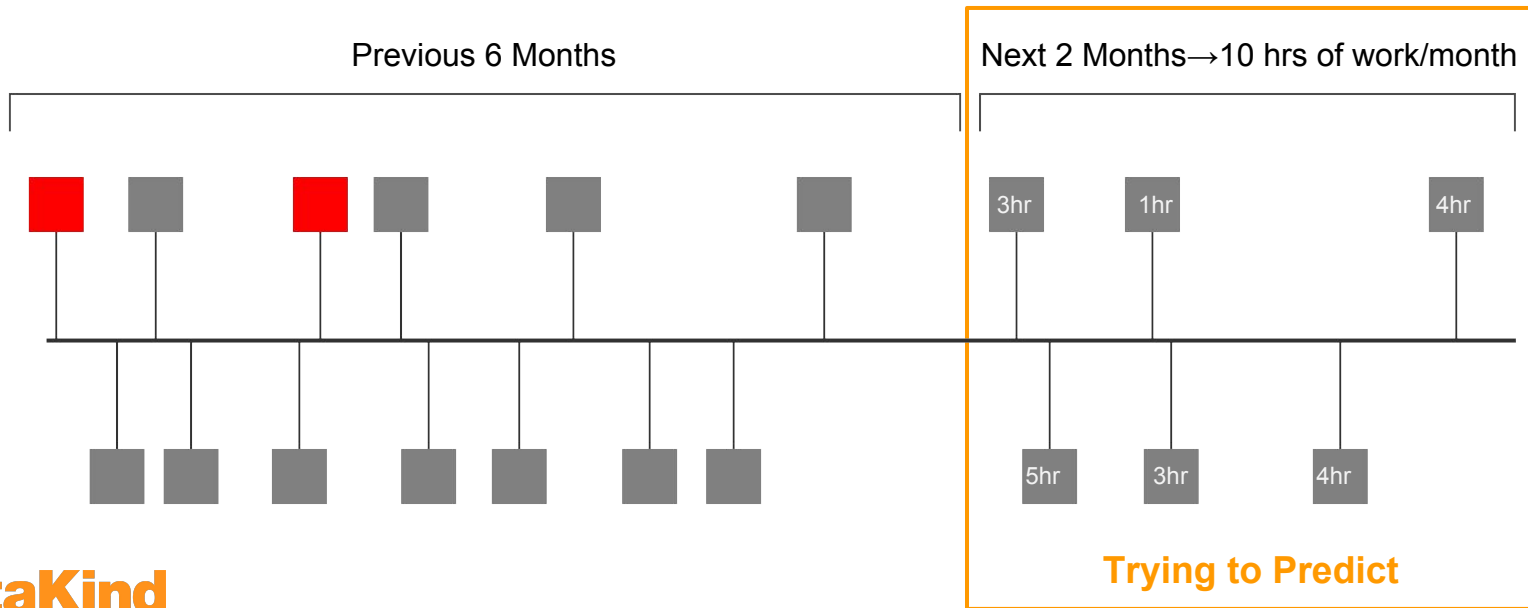 Previous 6 Months
Next 2 Months→10 hrs of work/month
3hr
1hr
4hr
5hr
3hr
4hr
Trying to Predict
taKind